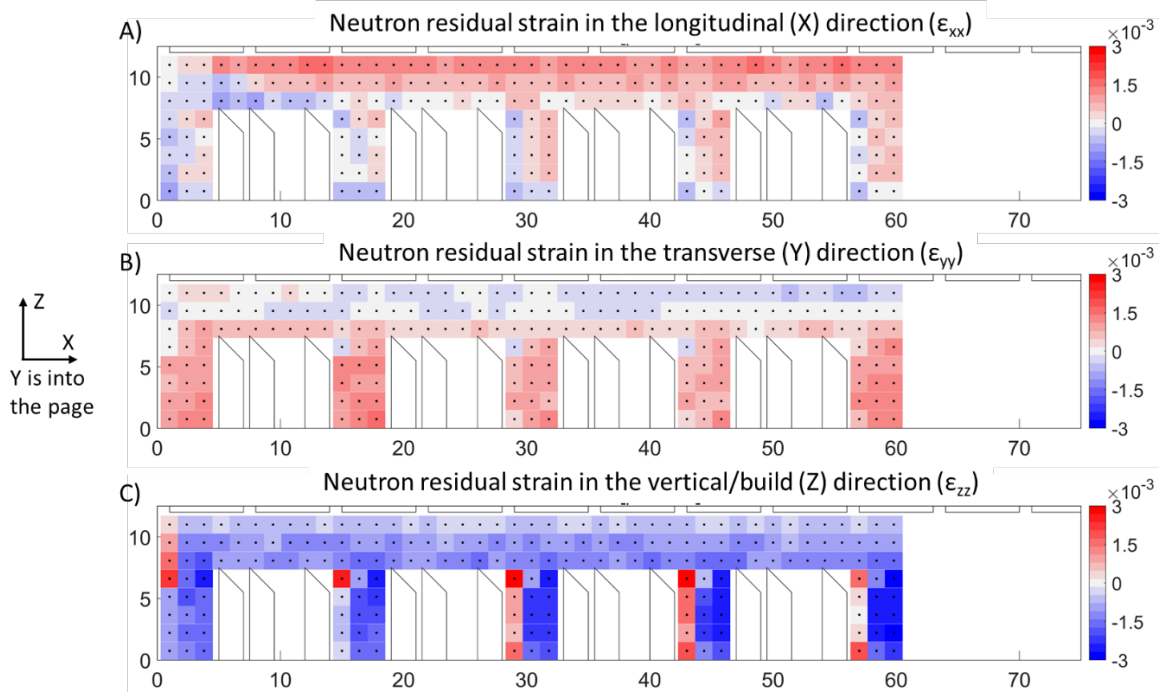 A) Neutron residual strain in the longitudinal (X) direction (εxx)
×10-3
3
1.5
0
-1.5
-3
10
5
0
0 10 20 30 40 50 60 70
B) Neutron residual strain in the transverse (Y) direction (εyy)
×10-3
3
1.5
0
-1.5
-3
10
5
0
0 10 20 30 40 50 60 70
Z
X
Y is into
the page
C) Neutron residual strain in the vertical/build (Z) direction (εzz)
×10-3
3
1.5
0
-1.5
-3
10
5
0
0 10 20 30 40 50 60 70